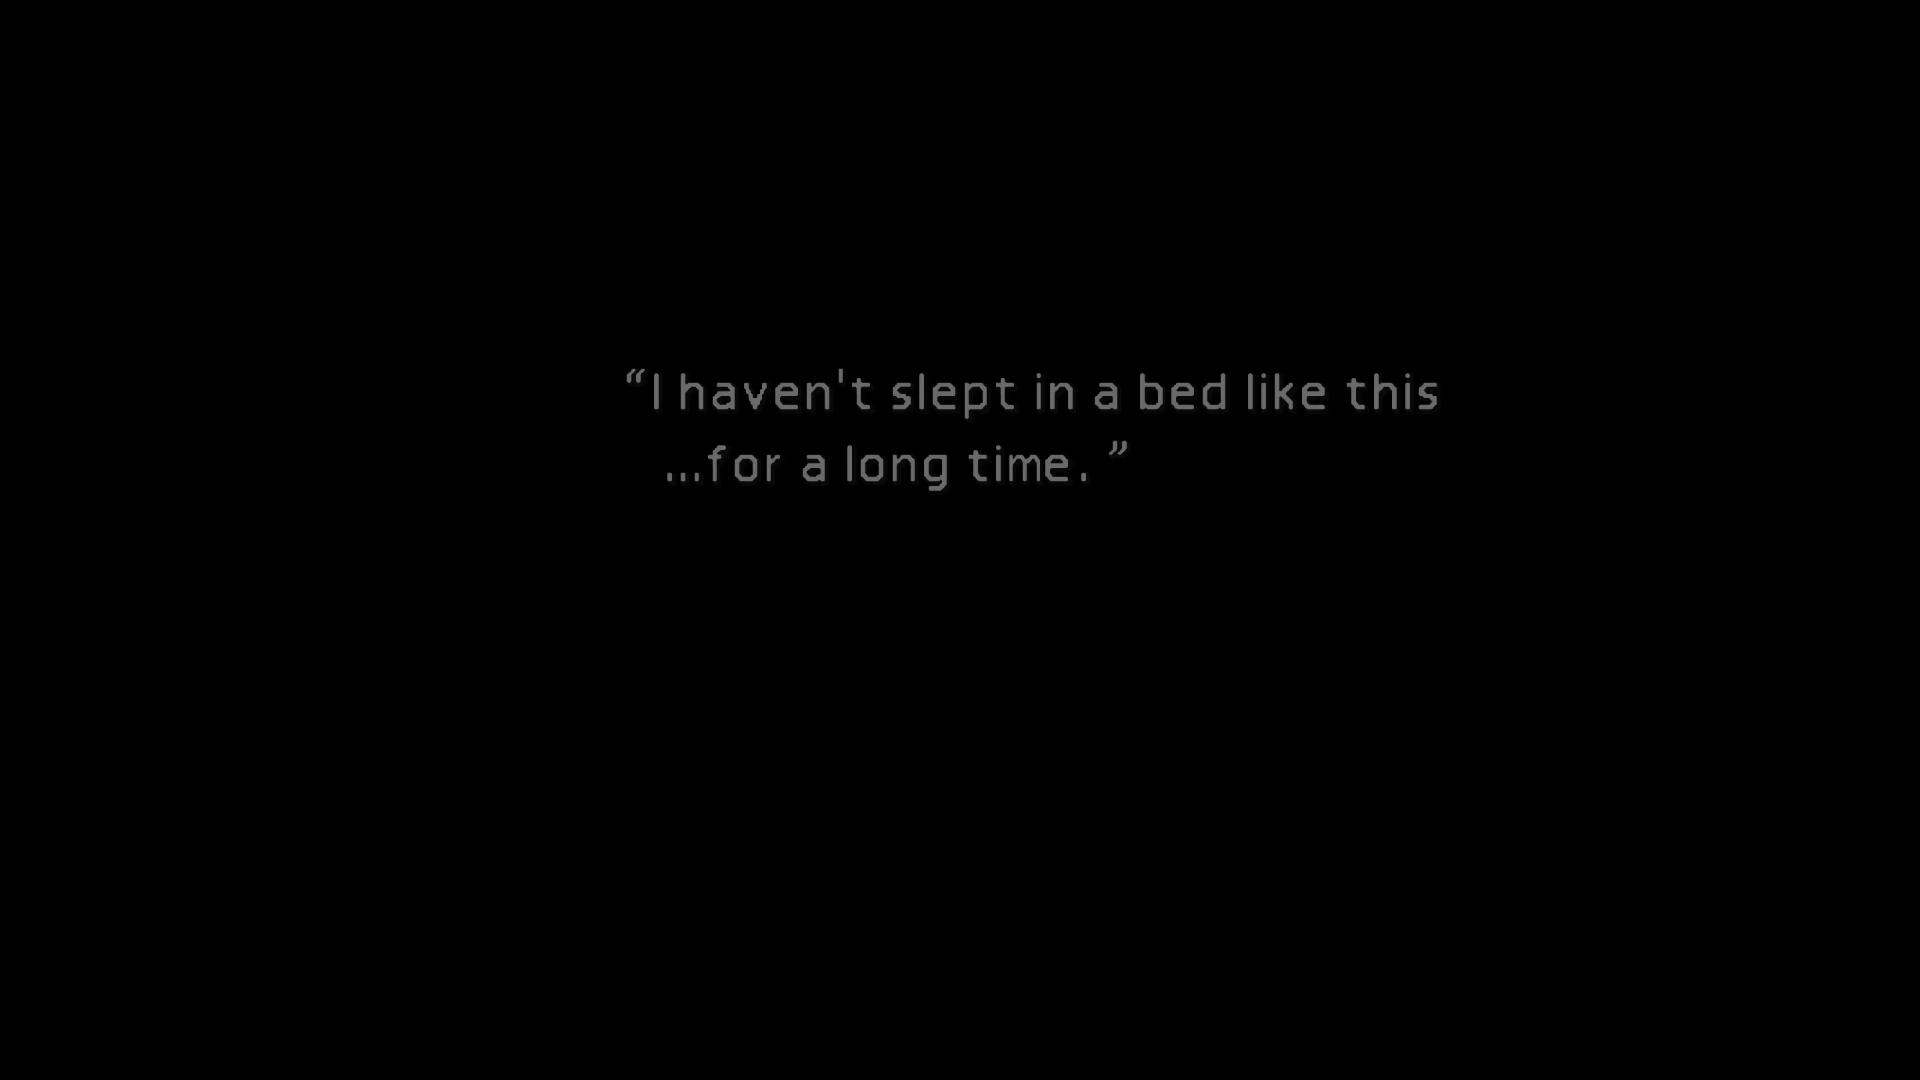 “I haven't slept in a bed like this
...for a long time. ”